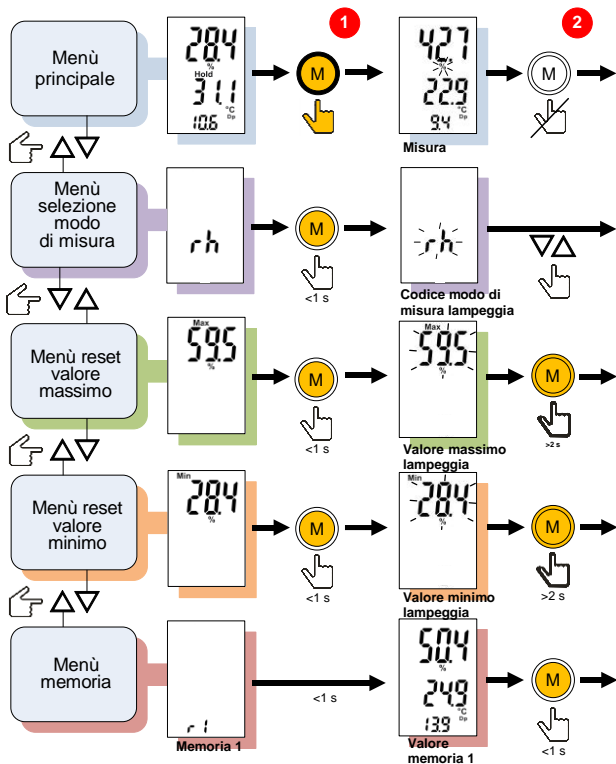 1
2
Menù
principale
28.4
%
Hold
31.1
°C
Dp
10.6
M
42.7
%
22.9
°C
Dp
9.4
Misura
M
Menù
selezione
modo
di misura
rh
M
<1 s
rh
Codice modo di
misura lampeggia
Menù reset
valore
massimo
Max
59.5
%
M
<1 s
Max
59.5
%
Valore massimo
lampeggia
M
>2 s
Menù reset
valore
minimo
Min
28.4
%
M
<1 s
Min
28.4
%
Valore minimo
lampeggia
M
>2 s
Menù
memoria
r1
Memoria 1
<1 s
50.4
%
24.9
°C
Dp
13.9
Valore
memoria 1
M
<1 s